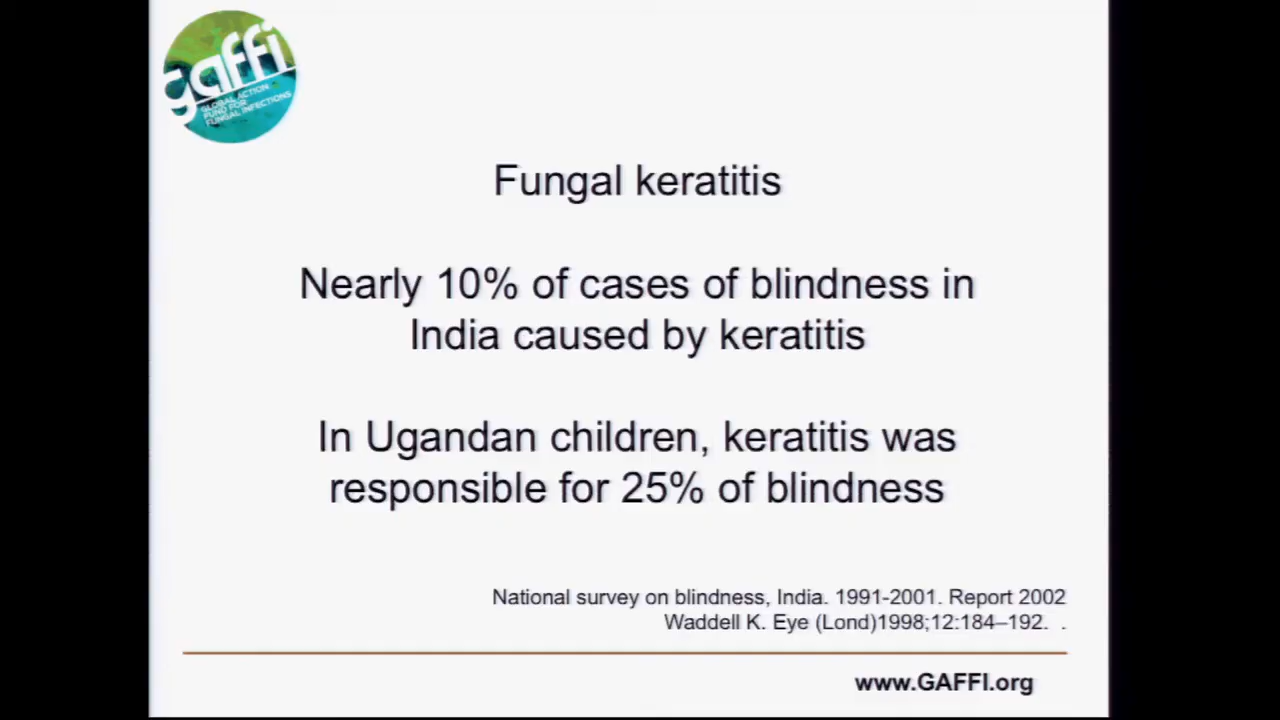 gaffi
GLOBAL ACTION
FUND FOR
FUNGAL INFECTIONS
Fungal keratitis
Nearly 10% of cases of blindness in
India caused by keratitis
In Ugandan children, keratitis was
responsible for 25% of blindness
National survey on blindness, India. 1991-2001. Report 2002
Waddell K. Eye (Lond)1998;12:184–192. .
www.GAFFI.org